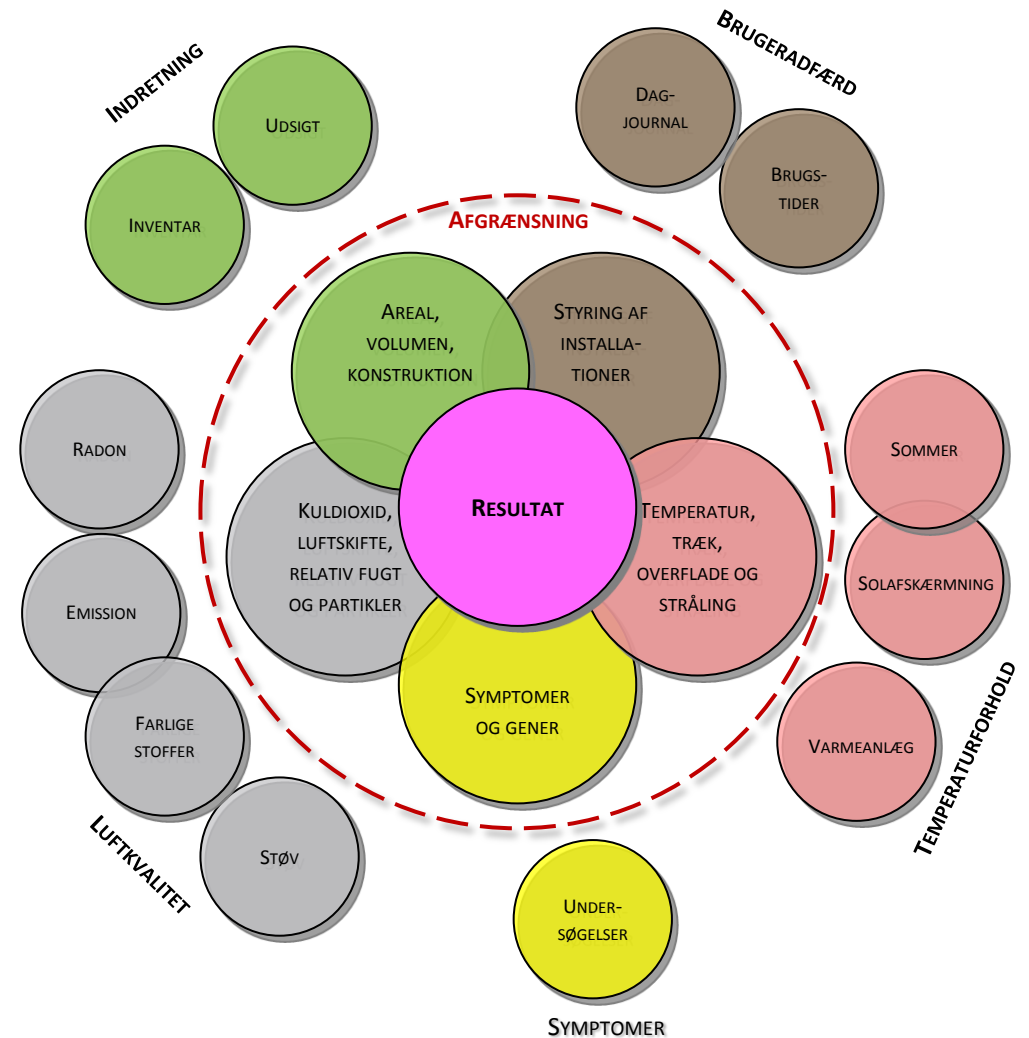 INDRETNING
UDSIGT
INVENTAR
BRUGERADFÆRD
DAG-
JOURNAL
BRUGS-
TIDER
AFGRÆNSNING
AREAL,
VOLUMEN,
KONSTRUKTION
STYRING AF
INSTALLA-
TIONER
RESULTAT
KULDIOXID,
LUFTSKIFTE,
RELATIV FUGT
OG PARTIKLER
TEMPERATUR,
TRÆK,
OVERFLADE OG
STRÅLING
SYMPTOMER
OG GENER
RADON
EMISSION
FARLIGE
STOFFER
STØV
LUFTKVALITET
SOMMER
SOLAFSKÆRMNING
VARMEANLÆG
TEMPERATURFORHOLD
UNDER-
SØGELSER
SYMPTOMER